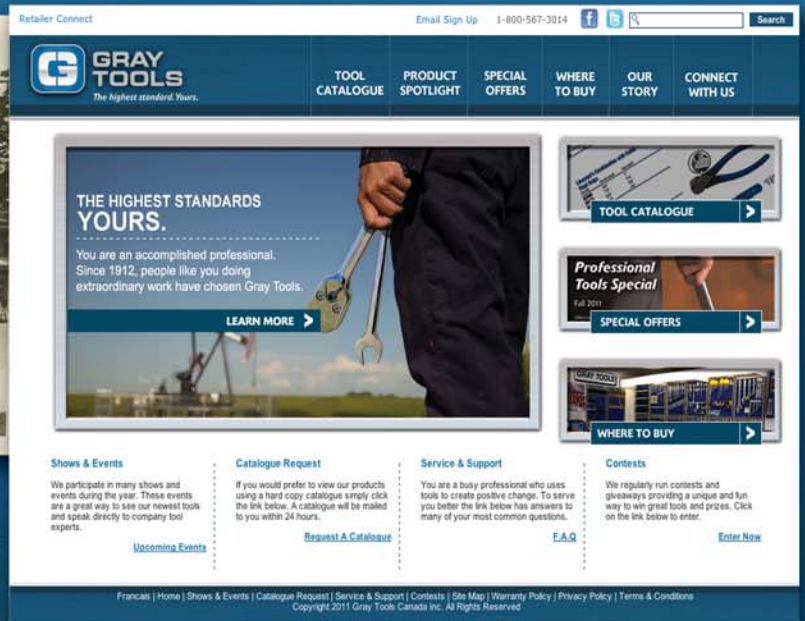 Retailer Connect
Email Sign Up 1-800-567-3014
Search
GRAY
TOOLS
The highest standard. Yours.
TOOL
CATALOGUE
PRODUCT
SPOTLIGHT
SPECIAL
OFFERS
WHERE
TO BUY
OUR
STORY
CONNECT
WITH US
THE HIGHEST STANDARDS
YOURS.
You are an accomplished professional.
Since 1912, people like you doing
extraordinary work have chosen Gray Tools.
LEARN MORE
TOOL CATALOGUE
Professional
Tools Special
Fall 2011
SPECIAL OFFERS
GRAY TOOLS
WHERE TO BUY
Shows & Events
We participate in many shows and
events during the year. These events
are a great way to see our newest tools
and speak directly to company tool
experts.
Upcoming Events
Catalogue Request
If you would prefer to view our products
using a hard copy catalogue simply click
the link below. A catalogue will be mailed
to you within 24 hours.
Request A Catalogue
Service & Support
You are a busy professional who uses
tools to create positive change. To serve
you better the link below has answers to
many of your most common questions.
F.A.Q
Contests
We regularly run contests and
giveaways providing a unique and fun
way to win great tools and prizes. Click
on the link below to enter.
Enter Now
Francais | Home | Shows & Events | Catalogue Request | Service & Support | Contests | Site Map | Warranty Policy | Privacy Policy | Terms & Conditions
Copyright 2011 Gray Tools Canada inc. All Rights Reserved